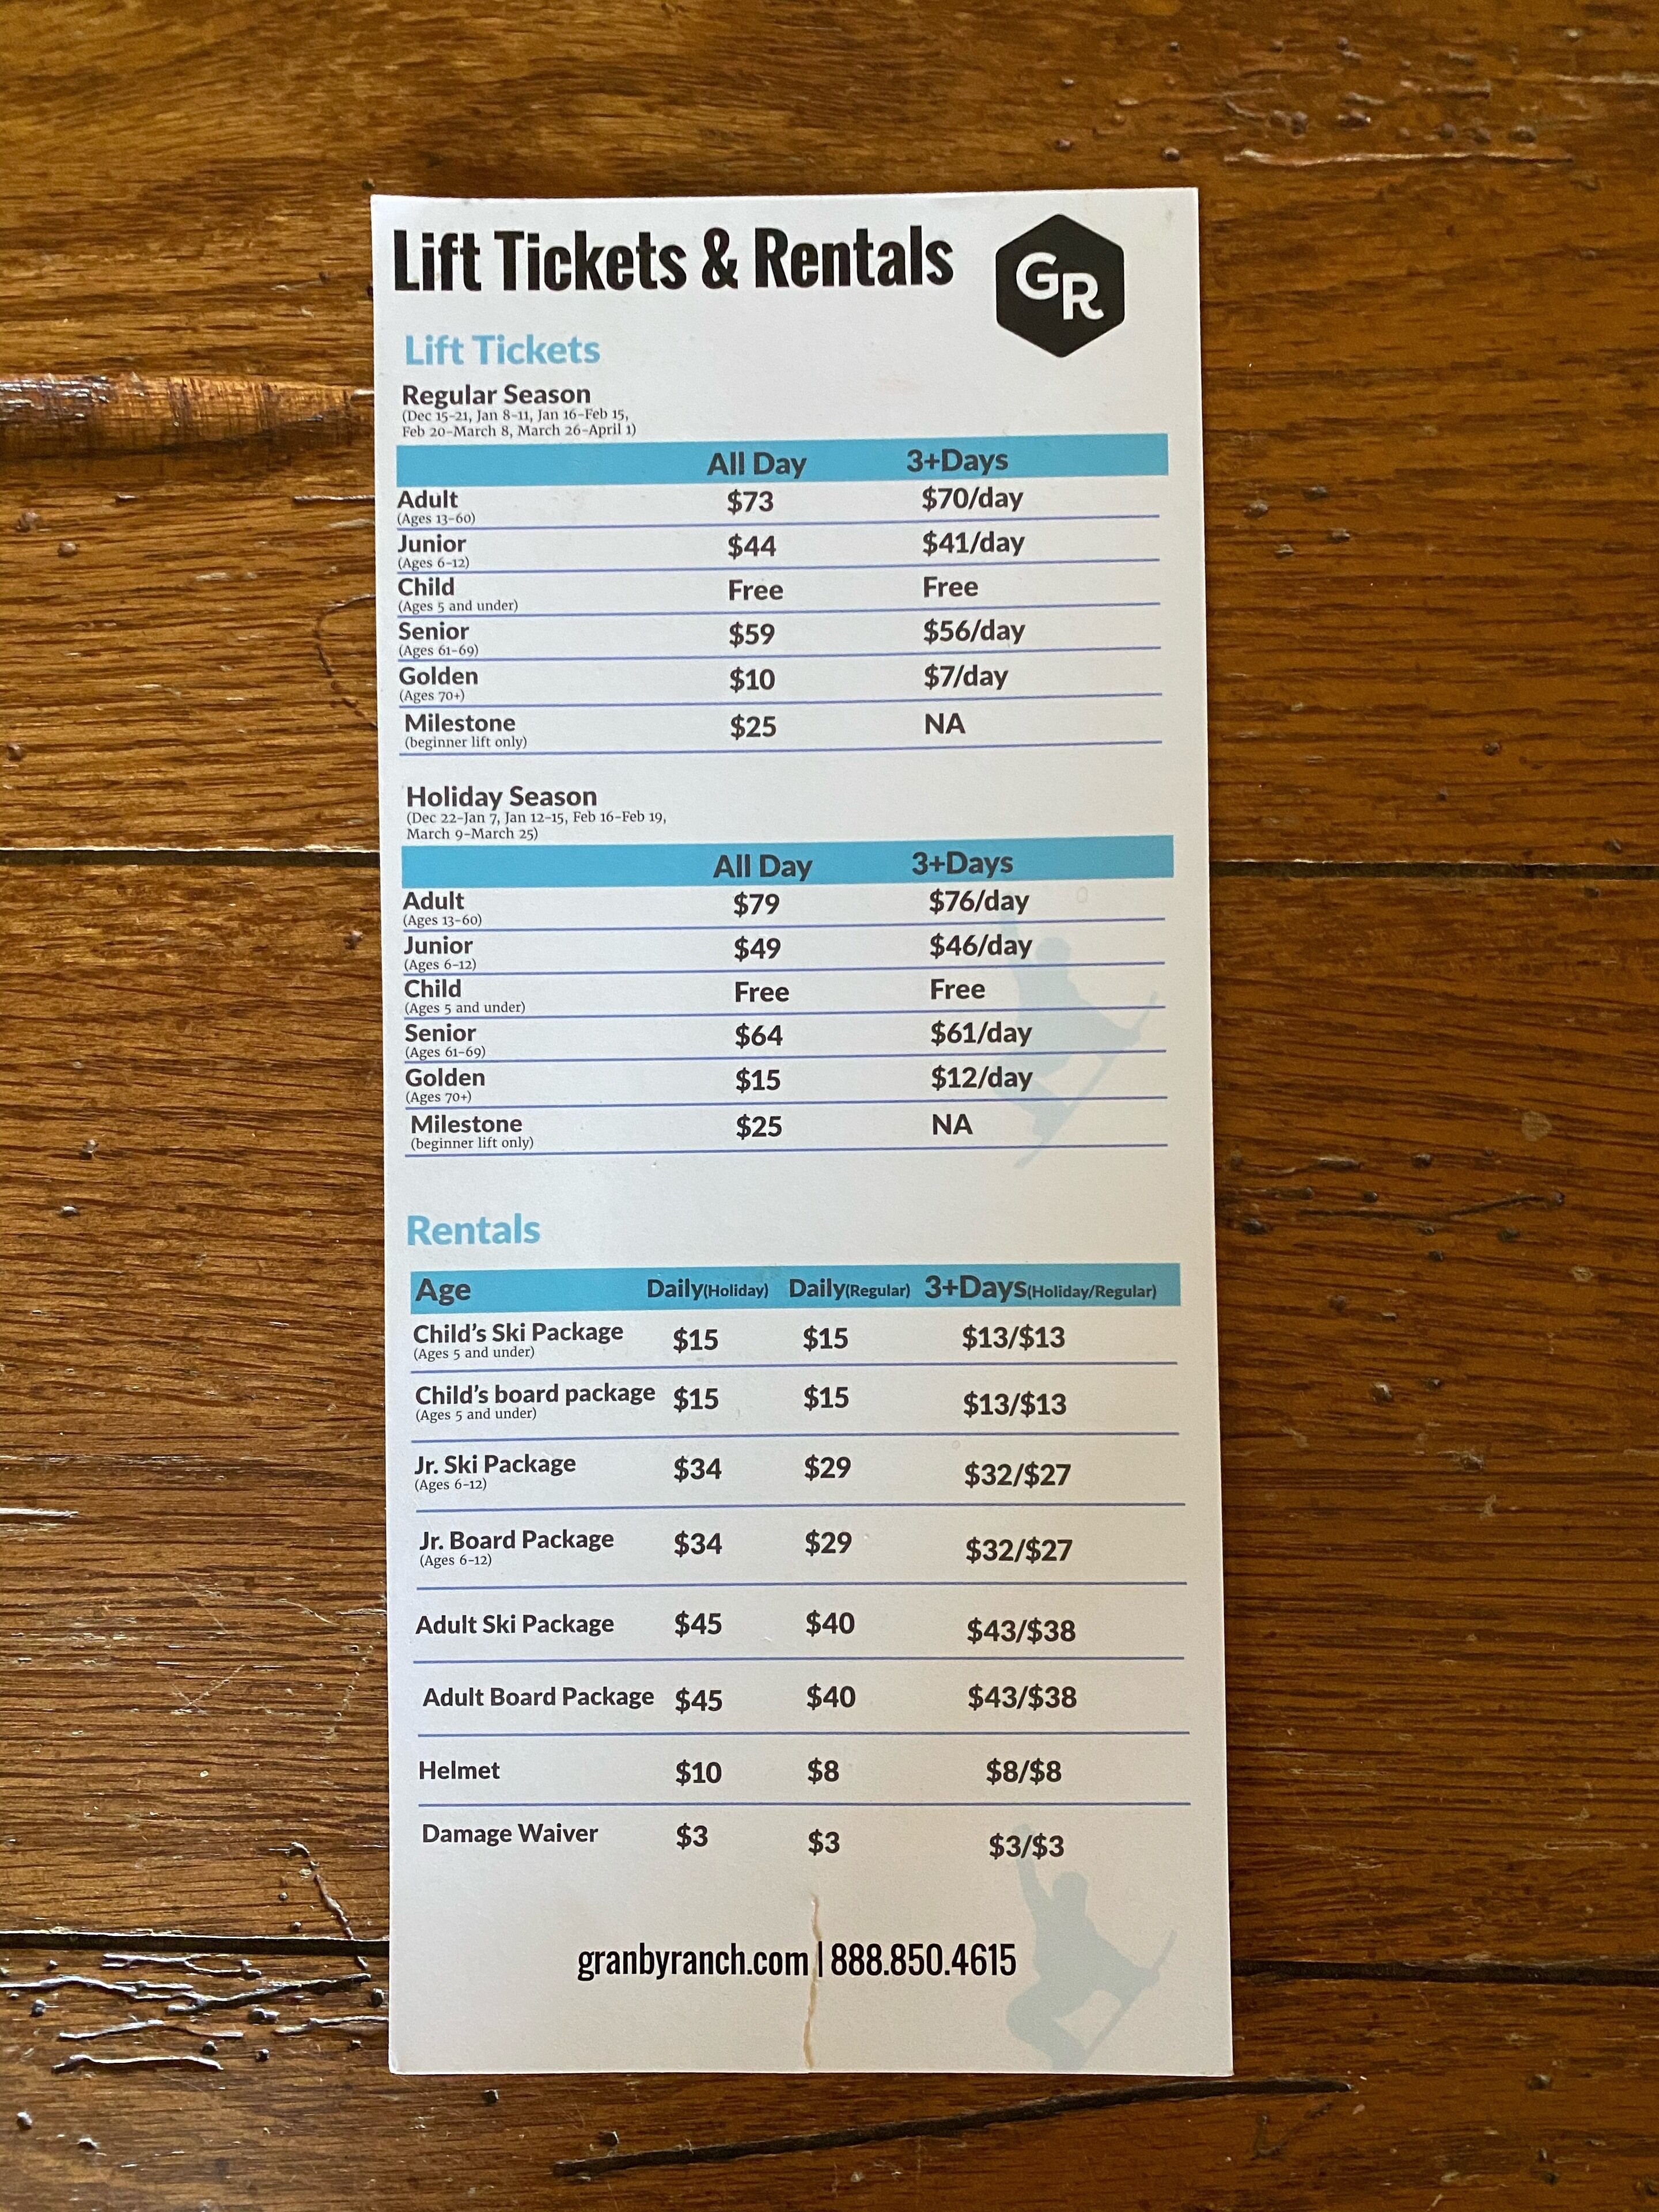 Lift Tickets & Rentals
GR
Lift Tickets
Regular Season
(Dec 15-21, Jan 8-11, Jan 16-Feb 15,
Feb 20-March 8, March 26-April 1)
All Day 3+Days
Adult $73 $70/day
(Ages 13-60)
Junior $44 $41/day
(Ages 6-12)
Child Free Free
(Ages 5 and under)
Senior $59 $56/day
(Ages 61-69)
Golden $10 $7/day
(Ages 70+)
Milestone $25 NA
(beginner lift only)
Holiday Season
(Dec 22-Jan 7, Jan 12-15, Feb 16-Feb 19,
March 9-March 25)
All Day 3+Days
Adult $79 $76/day
(Ages 13-60)
Junior $49 $46/day
(Ages 6-12)
Child Free Free
(Ages 5 and under)
Senior $64 $61/day
(Ages 61-69)
Golden $15 $12/day
(Ages 70+)
Milestone $25 NA
(beginner lift only)
Rentals
Age Daily(Holiday) Daily(Regular) 3+Days(Holiday/Regular)
Child's Ski Package $15 $15 $13/$13
(Ages 5 and under)
Child's board package $15 $15 $13/$13
(Ages 5 and under)
Jr. Ski Package $34 $29 $32/$27
(Ages 6-12)
Jr. Board Package $34 $29 $32/$27
(Ages 6-12)
Adult Ski Package $45 $40 $43/$38
Adult Board Package $45 $40 $43/$38
Helmet $10 $8 $8/$8
Damage Waiver $3 $3 $3/$3
granbyranch.com | 888.850.4615